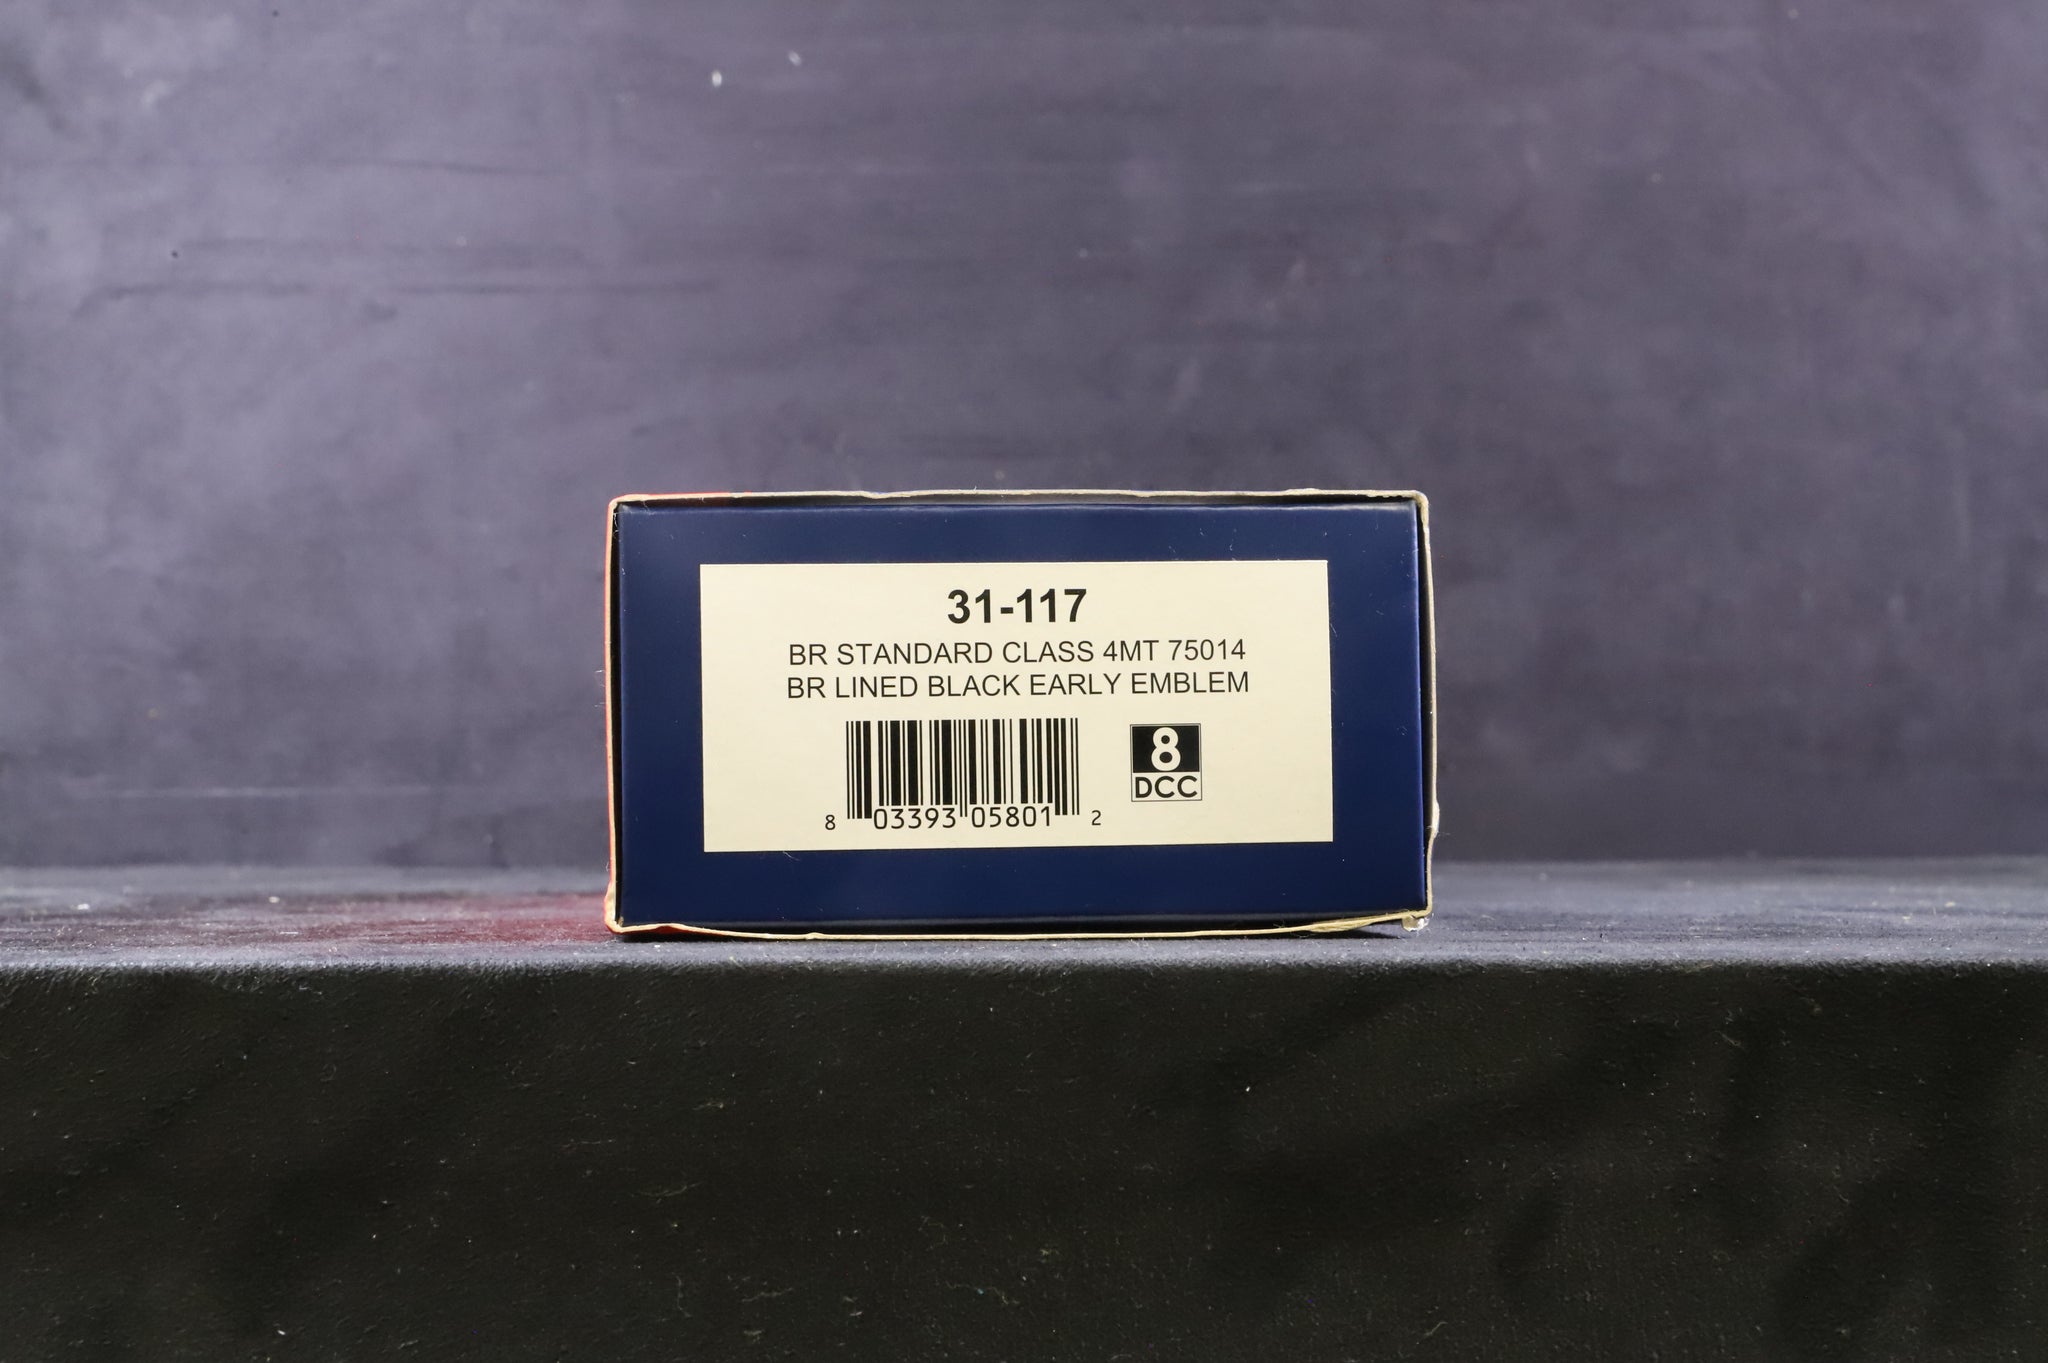 31-117
BR STANDARD CLASS 4MT 75014
BR LINED BLACK EARLY EMBLEM
8 03393 05801 2
8
DCC